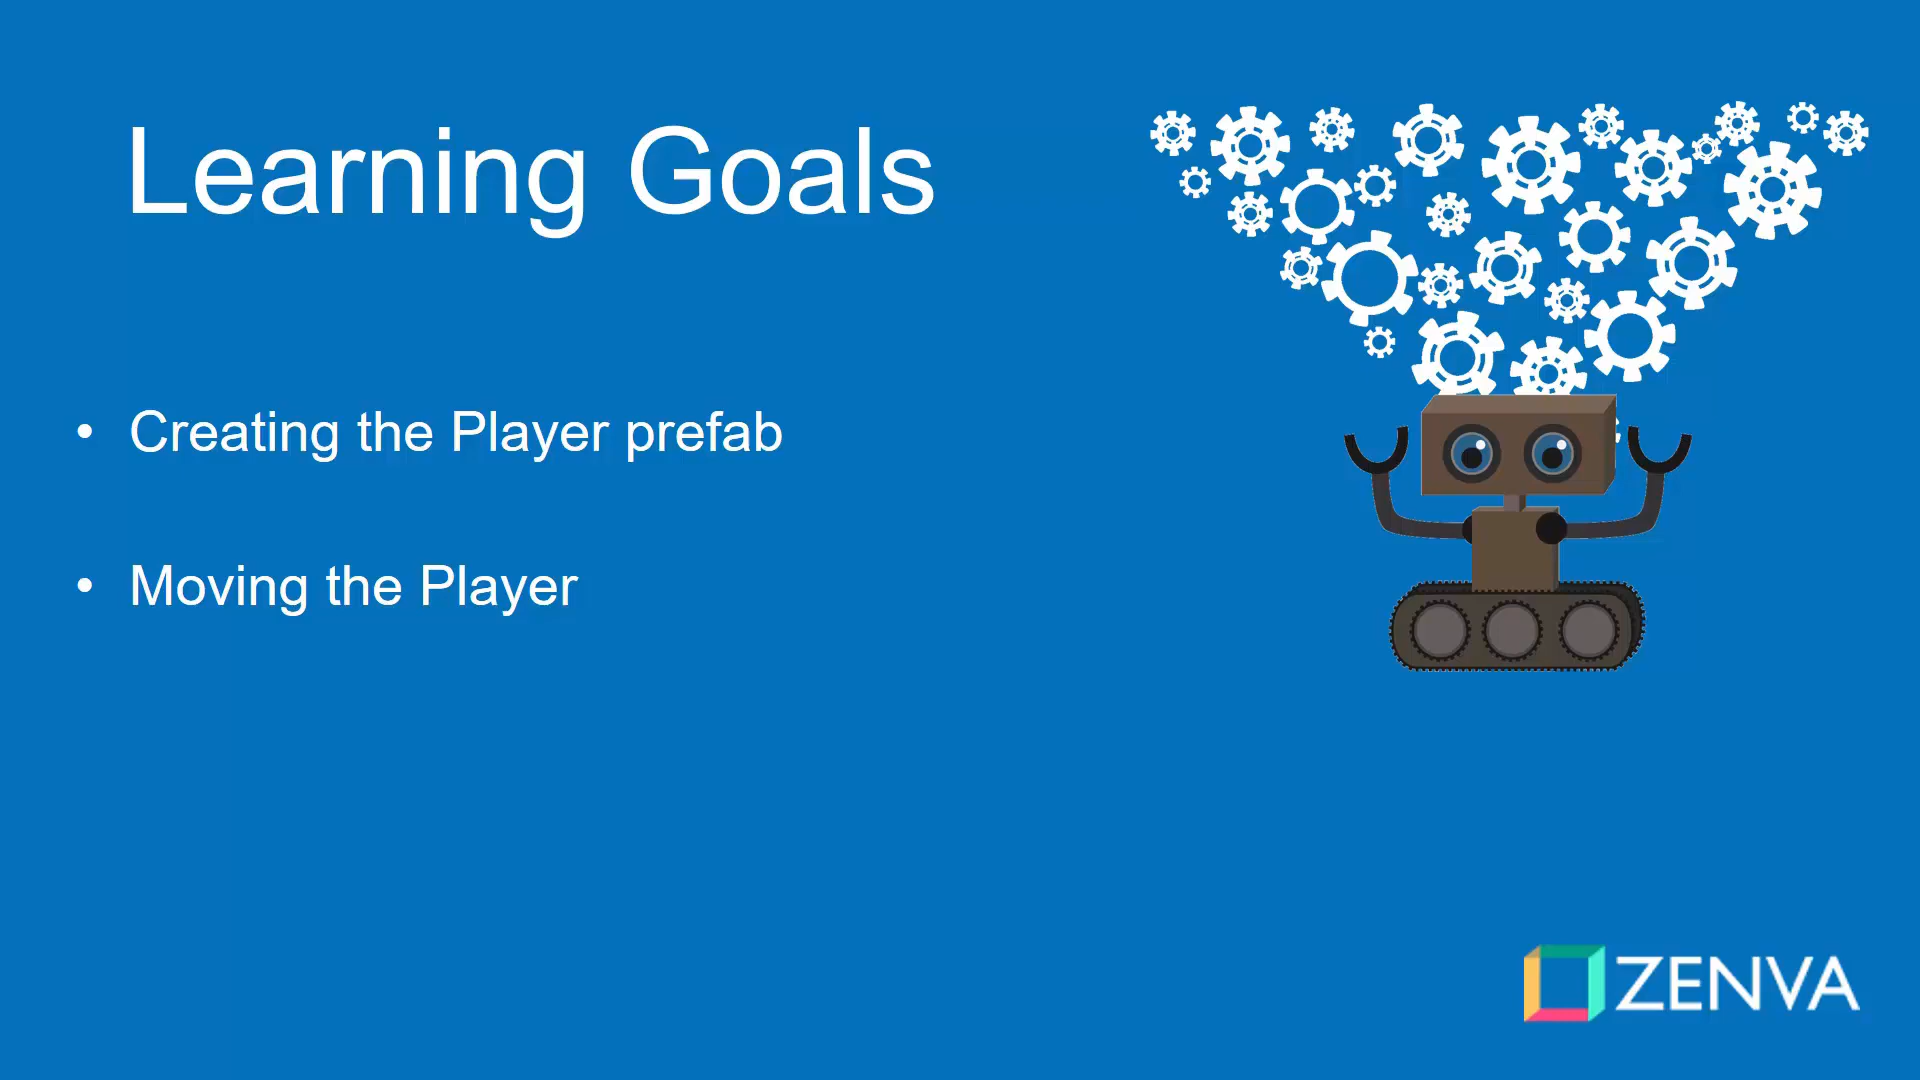 Learning Goals
• Creating the Player prefab
• Moving the Player
ZENVA